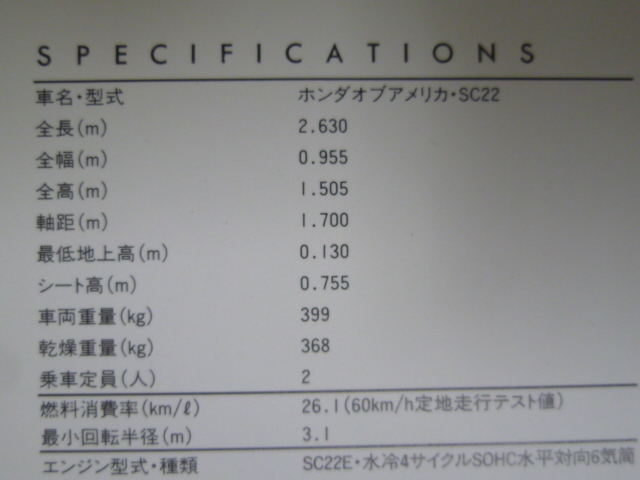 SPECIFICATIONS
車名・型式 ホンダオブアメリカ・SC22
全長(m) 2.630
全幅(m) 0.955
全高(m) 1.505
軸距(m) 1.700
最低地上高(m) 0.130
シート高(m) 0.755
車両重量(kg) 399
乾燥重量(kg) 368
乗車定員(人) 2
燃料消費率(km/ℓ) 26.1(60km/h定地走行テスト値)
最小回転半径(m) 3.1
エンジン型式・種類 SC22E・水冷4サイクルSOHC水平対向6気筒